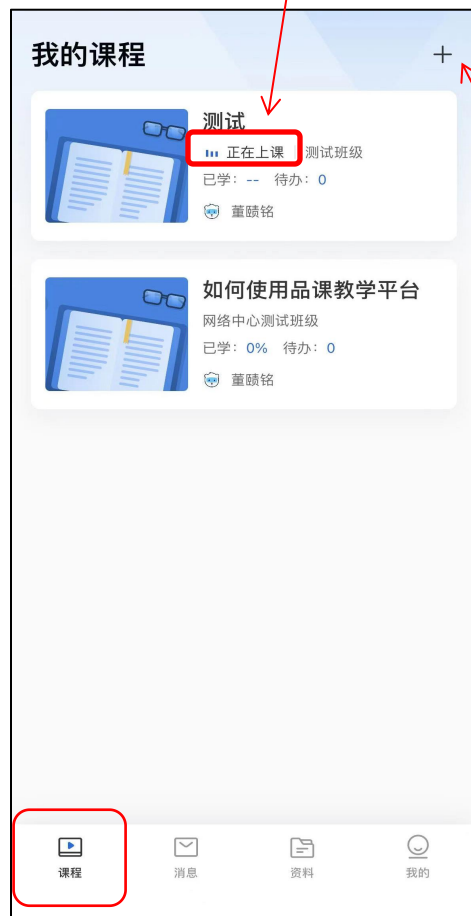 我的课程
测试
正在上课 测试班级
已学：-- 待办：0
董赜铭
如何使用品课教学平台
网络中心测试班级
已学：0% 待办：0
董赜铭
课程 消息 资料 我的